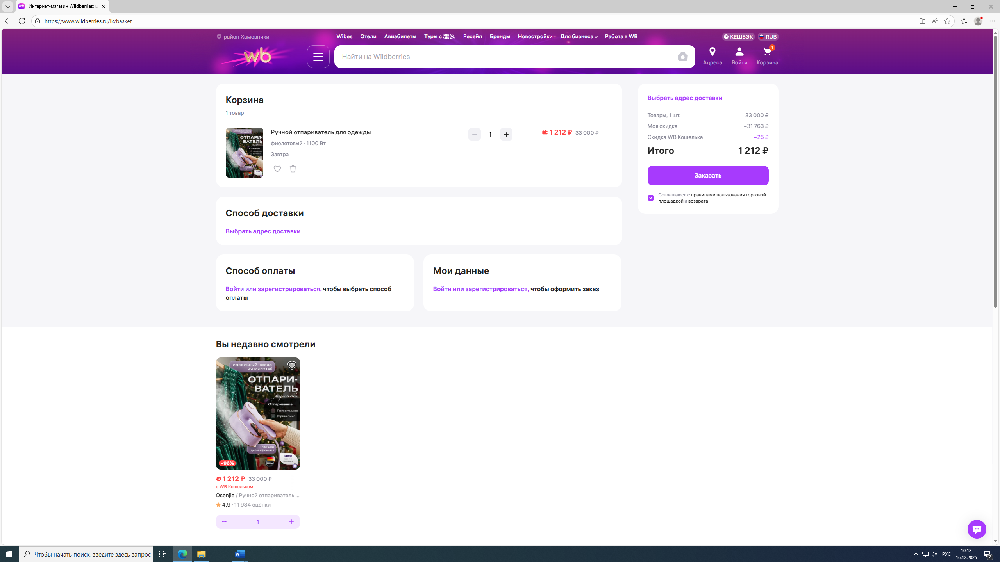 Интернет-магазин Wildberries: ш
https://www.wildberries.ru/lk/basket
район Хамовники
Wibes Отели Авиабилеты Туры с FUN SUN Ресейл Бренды Новостройки Для бизнеса Работа в WB
КЕШБЭК RUB
wb
Найти на Wildberries
Адреса Войти 1 Корзина
Корзина
1 товар
Ручной отпариватель для одежды
фиолетовый · 1100 Вт
Завтра
1
1 212 ₽ 33 000 ₽
Выбрать адрес доставки
Товары, 1 шт. 33 000 ₽
Моя скидка −31 763 ₽
Скидка WB Кошелька −25 ₽
Итого 1 212 ₽
Заказать
Соглашаюсь с правилами пользования торговой
площадкой и возврата
Способ доставки
Выбрать адрес доставки
Способ оплаты
Войти или зарегистрироваться, чтобы выбрать способ
оплаты
Мои данные
Войти или зарегистрироваться, чтобы оформить заказ
Вы недавно смотрели
идеальный наряд
за минуты!
ОТПАРИ-
ВАТЕЛЬ
ручной
Отпаривание
Горизонтальное
Вертикальное
· глажка
· дезинфекция
3 года
−96%
1 212 ₽ 33 000 ₽
с WB Кошельком
Osenjie / Ручной отпариватель ...
4,9 · 11 984 оценки
1
Чтобы начать поиск, введите здесь запрос
РУС
10:18
16.12.2025
2